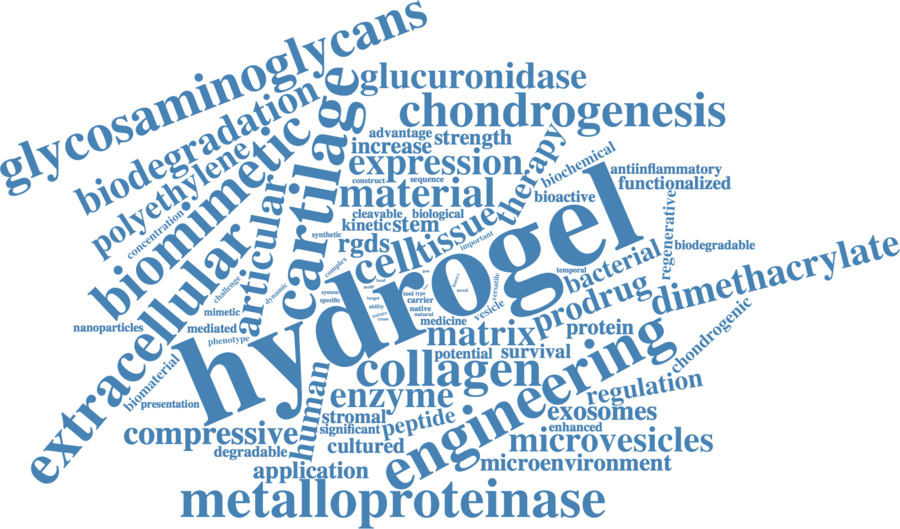 glycosaminoglycans
glucuronidase
biodegradation
chondrogenesis
polyethylene
biomimetic
cartilage
advantage
strength
increase
expression
therapy
biochemical
antiinflammatory
construct
sequence
functionalized
material
bioactive
concentration
articular
cleavable
biological
kinetic
stem
tissue
regenerative
synthetic
important
rgds
cell
biodegradable
extracellular
hydrogel
complex
challenge
dynamic
temporal
bacterial
dimethacrylate
system
specific
target
ability
tool
type
carrier
native
natural
versatile
vesicle
prodrug
mimetic
nanoparticles
mediated
medicine
matrix
protein
phenotype
engineering
chondrogenic
potential
survival
biomaterial
collagen
human
presentation
enzyme
regulation
stromal
peptide
exosomes
significant
enhanced
compressive
cultured
microvesicles
degradable
application
microenvironment
metalloproteinase